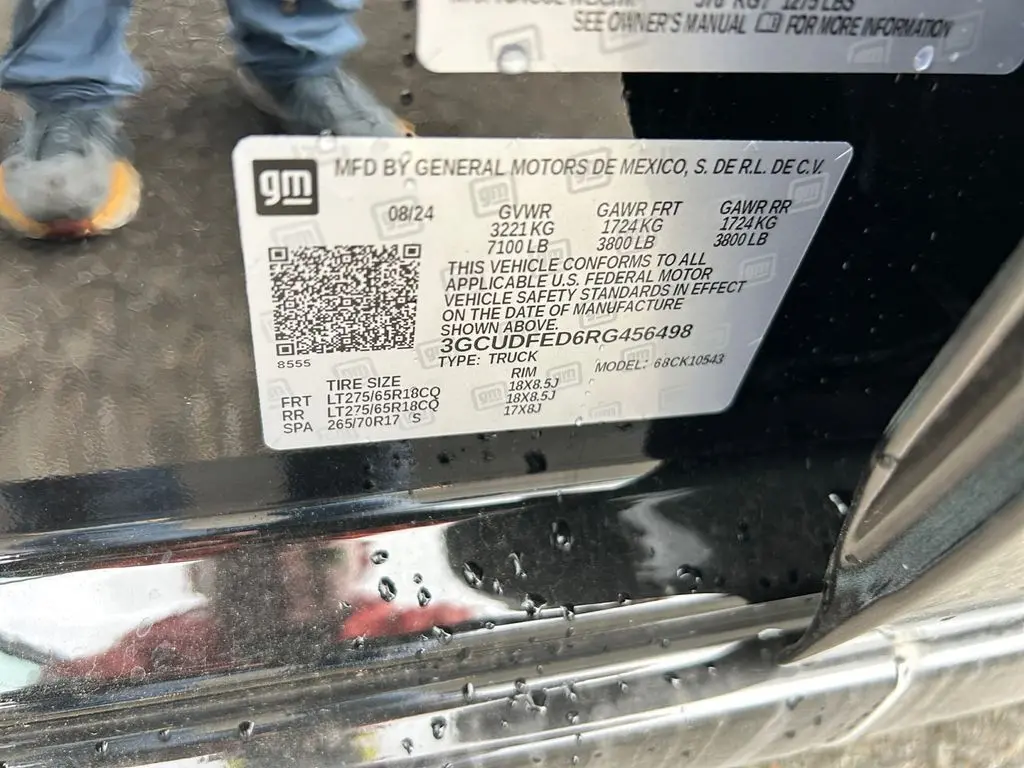 378 KG / 1275 LBS
SEE OWNER'S MANUAL FOR MORE INFORMATION
gm
MFD BY GENERAL MOTORS DE MEXICO, S. DE R.L. DE C.V.
08/24 GVWR GAWR FRT GAWR RR
3221 KG 1724 KG 1724 KG
7100 LB 3800 LB 3800 LB
THIS VEHICLE CONFORMS TO ALL
APPLICABLE U.S. FEDERAL MOTOR
VEHICLE SAFETY STANDARDS IN EFFECT
ON THE DATE OF MANUFACTURE
SHOWN ABOVE.
3GCUDFED6RG456498
8555
TYPE: TRUCK MODEL: 68CK10543
TIRE SIZE RIM
FRT LT275/65R18CQ 18X8.5J
RR LT275/65R18CQ 18X8.5J
SPA 265/70R17 S 17X8J